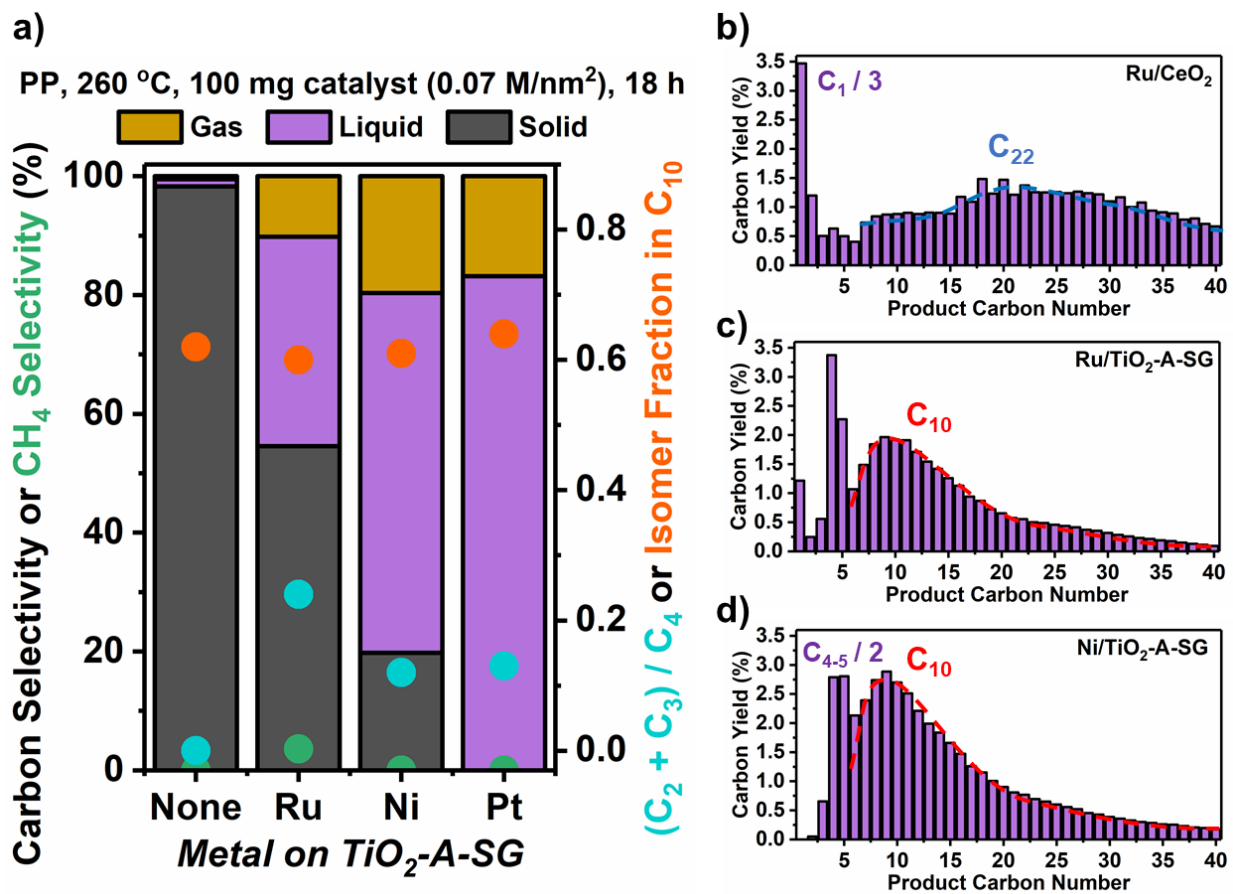 a)
PP, 260 °C, 100 mg catalyst (0.07 M/nm²), 18 h
Gas Liquid Solid
Carbon Selectivity or CH₄ Selectivity (%)
100
80
60
40
20
0
0.8
0.6
0.4
0.2
0.0
(C₂ + C₃) / C₄ or Isomer Fraction in C₁₀
None Ru Ni Pt
Metal on TiO₂-A-SG
b)
Carbon Yield (%)
3.5
3.0
2.5
2.0
1.5
1.0
0.5
0.0
C₁ / 3
Ru/CeO₂
C₂₂
5 10 15 20 25 30 35 40
Product Carbon Number
c)
Carbon Yield (%)
3.5
3.0
2.5
2.0
1.5
1.0
0.5
0.0
Ru/TiO₂-A-SG
C₁₀
5 10 15 20 25 30 35 40
Product Carbon Number
d)
Carbon Yield (%)
3.5
3.0
2.5
2.0
1.5
1.0
0.5
0.0
C₄₋₅ / 2
C₁₀
Ni/TiO₂-A-SG
5 10 15 20 25 30 35 40
Product Carbon Number